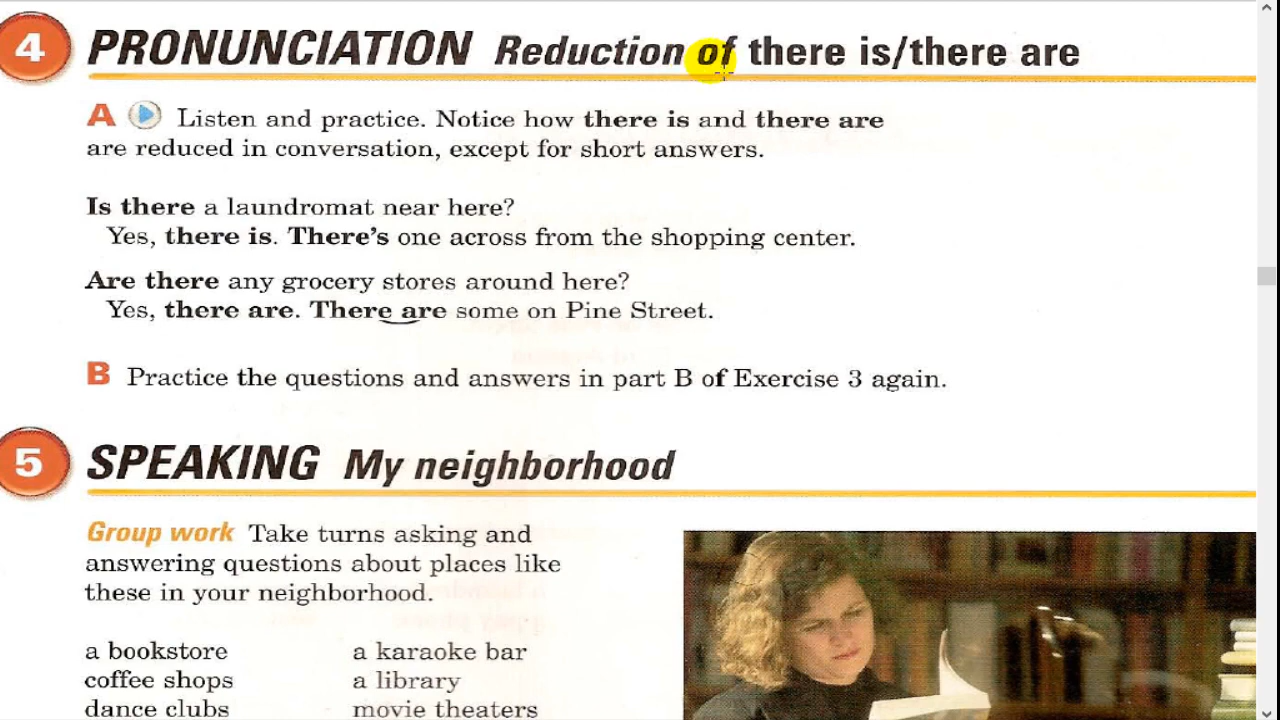 4 PRONUNCIATION Reduction of there is/there are
A Listen and practice. Notice how there is and there are
are reduced in conversation, except for short answers.
Is there a laundromat near here?
Yes, there is. There's one across from the shopping center.
Are there any grocery stores around here?
Yes, there are. There are some on Pine Street.
B Practice the questions and answers in part B of Exercise 3 again.
5 SPEAKING My neighborhood
Group work Take turns asking and
answering questions about places like
these in your neighborhood.
a bookstore a karaoke bar
coffee shops a library
dance clubs movie theaters